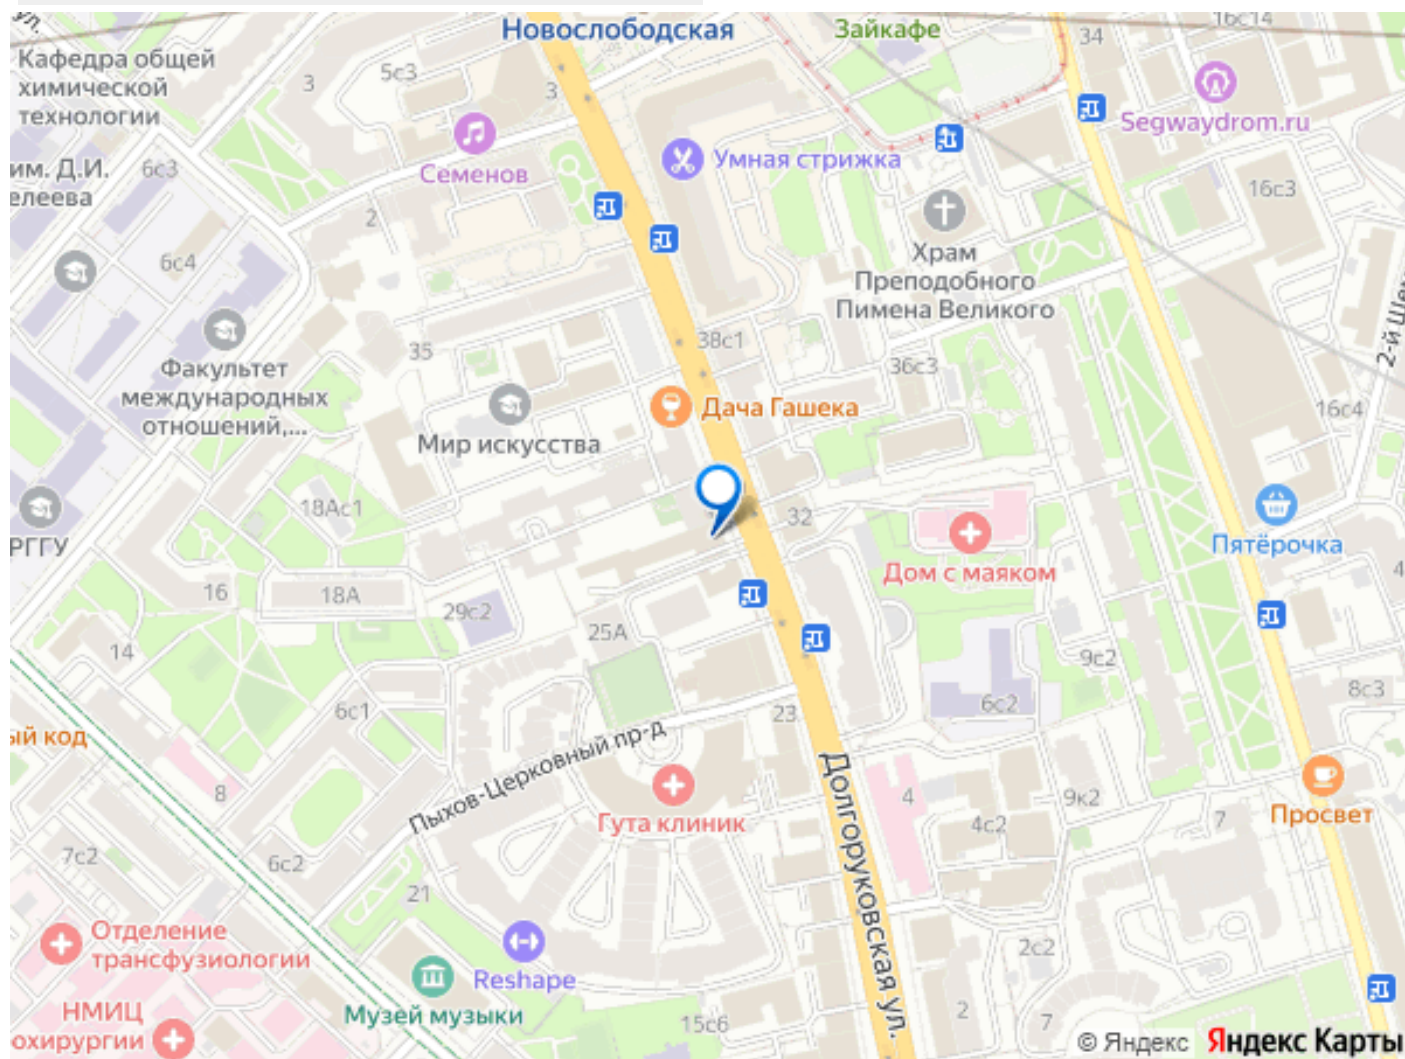 ул.
Новослободская
Зайкафе
16с14
34
Кафедра общей
химической
технологии
им. Д.И.
елеева
3
5с3
3
Segwaydrom.ru
Умная стрижка
Семенов
6с3
2
16с3
Храм
Преподобного
Пимена Великого
6с4
38с1
36с3
35
Факультет
международных
отношений,...
Дача Гашека
Мир искусства
16с4
18Ас1
32
РГГУ
Пятёрочка
Дом с маяком
16
18А
29с2
25А
4
14
9с2
6с2
8с3
6с1
23
ый код
Пыхов-Церковный пр-д
Долгоруковская ул.
8
Гута клиник
4
4с2
9к2
7
Просвет
7с2
6с2
21
Отделение
трансфузиологии
Reshape
2с2
НМИЦ
охирургии
Музей музыки
15с6
2
7
© Яндекс Яндекс Карты